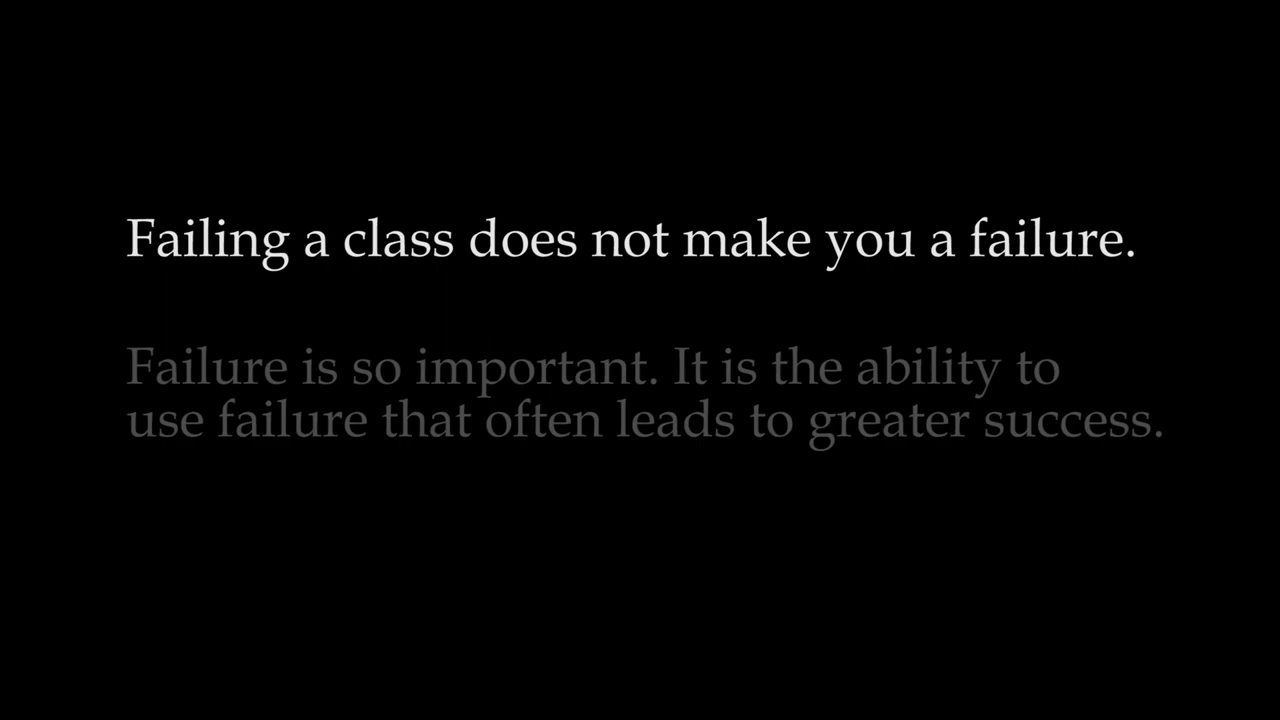 Failing a class does not make you a failure.
Failure is so important. It is the ability to
use failure that often leads to greater success.